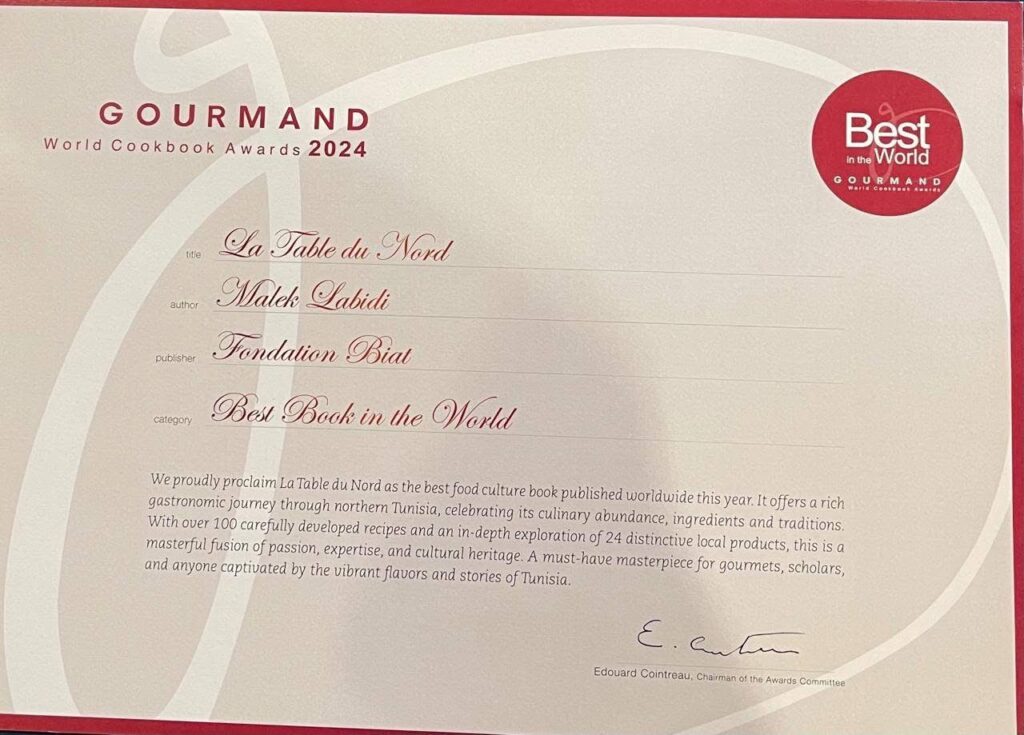 GOURMAND
World Cookbook Awards 2024
Best
in the World
GOURMAND
World Cookbook Awards
title La Table du Nord
author Malek Labidi
publisher Fondation Biat
category Best Book in the World
We proudly proclaim La Table du Nord as the best food culture book published worldwide this year. It offers a rich
gastronomic journey through northern Tunisia, celebrating its culinary abundance, ingredients and traditions.
With over 100 carefully developed recipes and an in-depth exploration of 24 distinctive local products, this is a
masterful fusion of passion, expertise, and cultural heritage. A must-have masterpiece for gourmets, scholars,
and anyone captivated by the vibrant flavors and stories of Tunisia.
Edouard Cointreau, Chairman of the Awards Committee